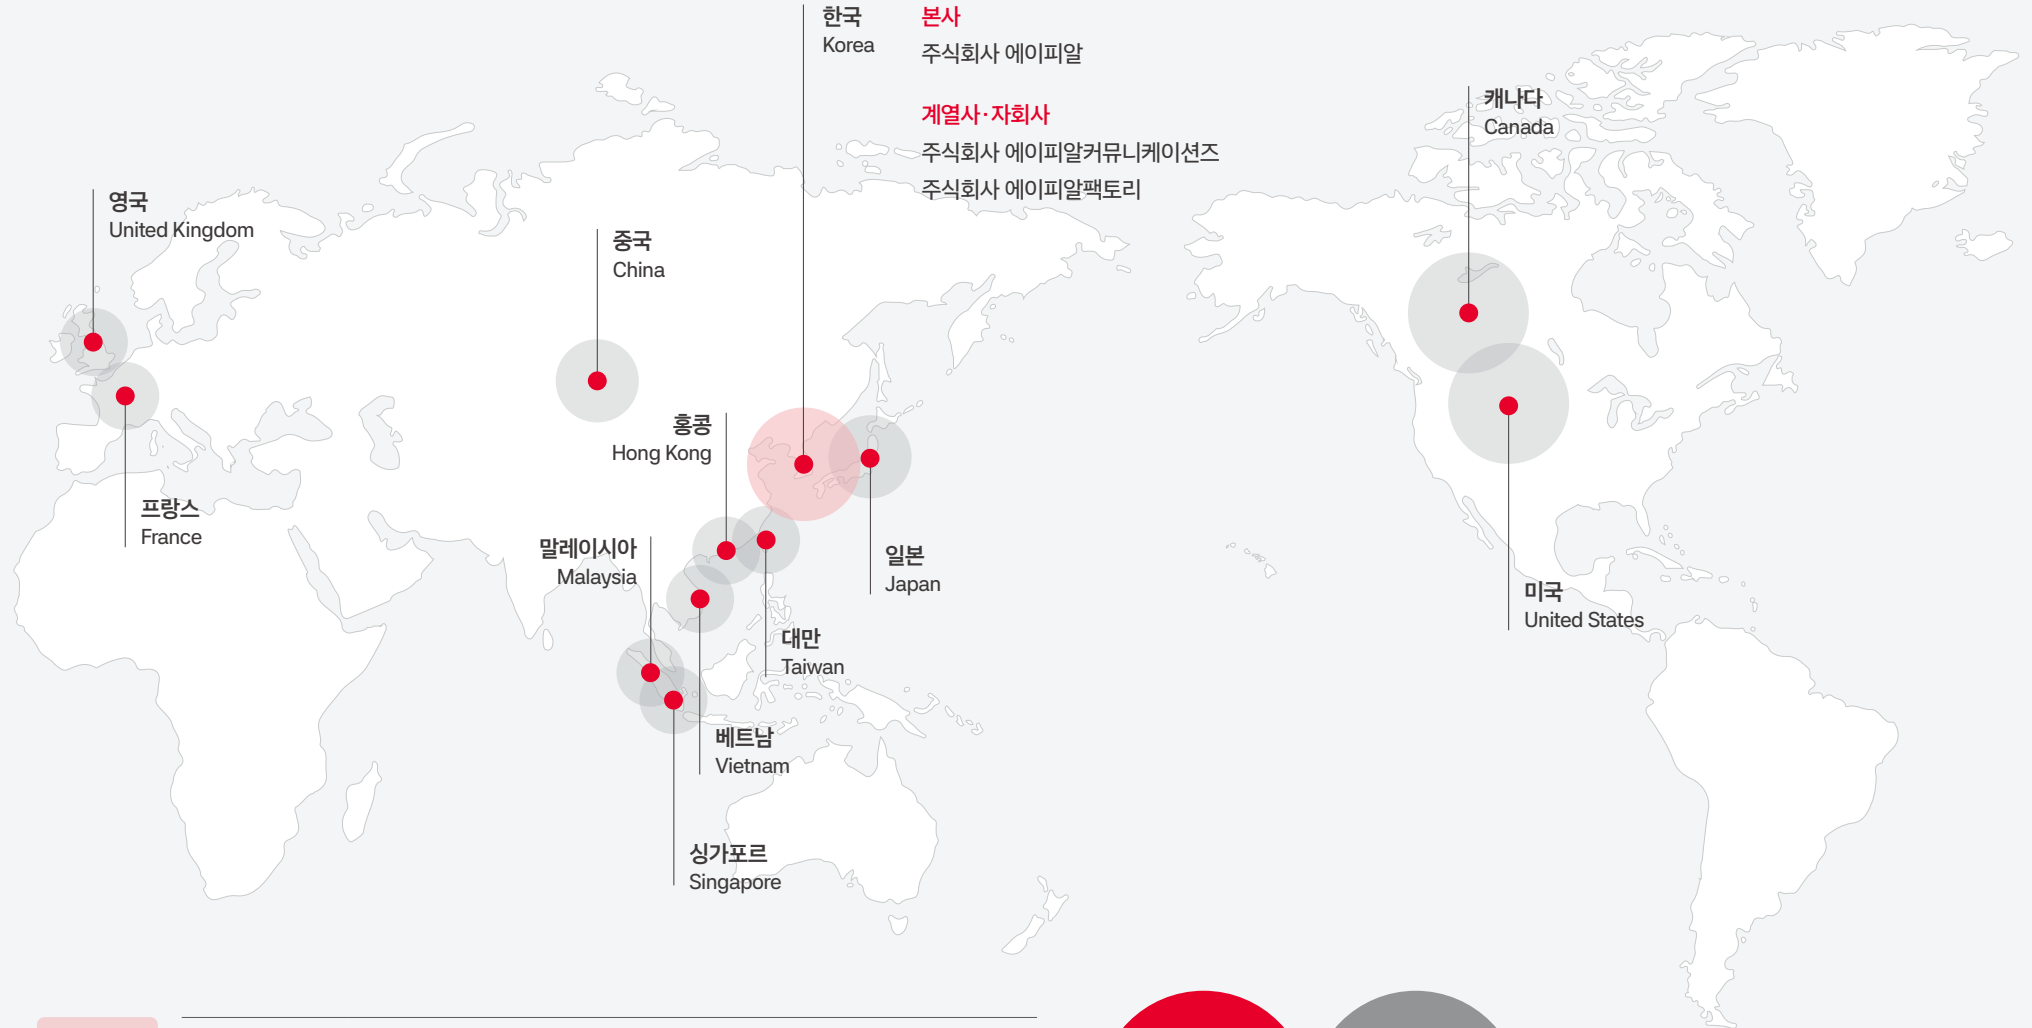 한국
Korea
본사
주식회사 에이피알
계열사·자회사
주식회사 에이피알커뮤니케이션즈
주식회사 에이피알팩토리
캐나다
Canada
영국
United Kingdom
중국
China
홍콩
Hong Kong
프랑스
France
말레이시아
Malaysia
일본
Japan
미국
United States
대만
Taiwan
베트남
Vietnam
싱가포르
Singapore